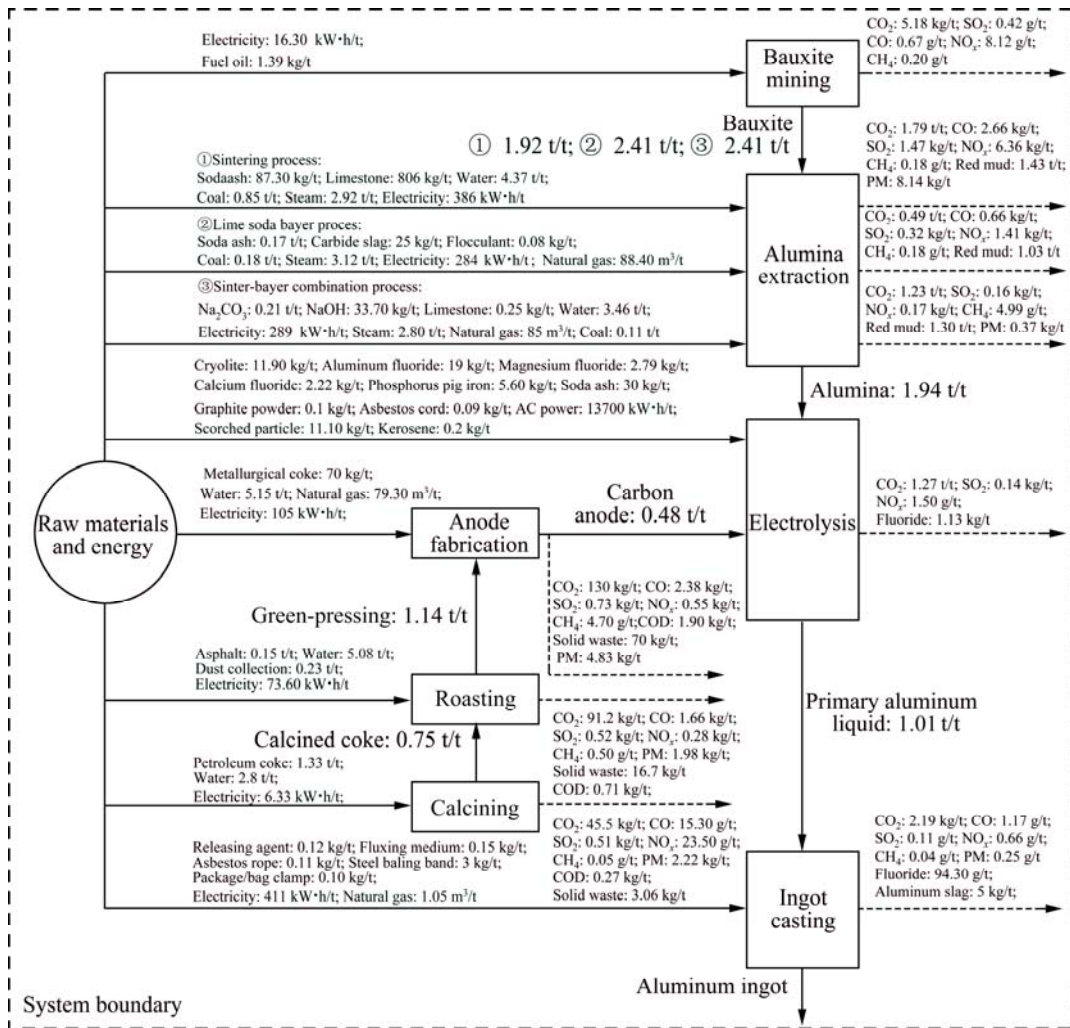 Electricity: 16.30 kW·h/t;
Fucl oil: 1.39 kg/t
Bauxite
mining
CO₂: 5.18 kg/t; SO₂: 0.42 g/t;
CO: 0.67 g/t; NOₓ: 8.12 g/t;
CH₄: 0.20 g/t
Bauxite
① 1.92 t/t; ② 2.41 t/t; ③ 2.41 t/t
①Sintering process:
Sodaash: 87.30 kg/t; Limestone: 806 kg/t; Water: 4.37 t/t;
Coal: 0.85 t/t; Steam: 2.92 t/t; Electricity: 386 kW·h/t
②Lime soda bayer proces:
Soda ash: 0.17 t/t; Carbide slag: 25 kg/t; Flocculant: 0.08 kg/t;
Coal: 0.18 t/t; Steam: 3.12 t/t; Electricity: 284 kW·h/t; Natural gas: 88.40 m³/t
③Sinter-bayer combination process:
Na₂CO₃: 0.21 t/t; NaOH: 33.70 kg/t; Limestone: 0.25 kg/t; Water: 3.46 t/t;
Electricity: 289 kW·h/t; Steam: 2.80 t/t; Natural gas: 85 m³/t; Coal: 0.11 t/t
Alumina
extraction
CO₂: 1.79 t/t; CO: 2.66 kg/t;
SO₂: 1.47 kg/t; NOₓ: 6.36 kg/t;
CH₄: 0.18 g/t; Red mud: 1.43 t/t;
PM: 8.14 kg/t
CO₂: 0.49 t/t; CO: 0.66 kg/t;
SO₂: 0.32 kg/t; NOₓ: 1.41 kg/t;
CH₄: 0.18 g/t; Red mud: 1.03 t/t
CO₂: 1.23 t/t; SO₂: 0.16 kg/t;
NOₓ: 0.17 kg/t; CH₄: 4.99 g/t;
Red mud: 1.30 t/t; PM: 0.37 kg/t
Alumina: 1.94 t/t
Cryolite: 11.90 kg/t; Aluminum fluoride: 19 kg/t; Magnesium fluoride: 2.79 kg/t;
Calcium fluoride: 2.22 kg/t; Phosphorus pig iron: 5.60 kg/t; Soda ash: 30 kg/t;
Graphite powder: 0.1 kg/t; Asbestos cord: 0.09 kg/t; AC power: 13700 kW·h/t;
Scorched particle: 11.10 kg/t; Kerosene: 0.2 kg/t
Raw materials
and energy
Metallurgical coke: 70 kg/t;
Water: 5.15 t/t; Natural gas: 79.30 m³/t;
Electricity: 105 kW·h/t;
Anode
fabrication
Carbon
anode: 0.48 t/t
Electrolysis
CO₂: 1.27 t/t; SO₂: 0.14 kg/t;
NOₓ: 1.50 g/t;
Fluoride: 1.13 kg/t
CO₂: 130 kg/t; CO: 2.38 kg/t;
SO₂: 0.73 kg/t; NOₓ: 0.55 kg/t;
CH₄: 4.70 g/t;COD: 1.90 kg/t;
Solid waste: 70 kg/t;
PM: 4.83 kg/t
Green-pressing: 1.14 t/t
Asphalt: 0.15 t/t; Water: 5.08 t/t;
Dust collection: 0.23 t/t;
Electricity: 73.60 kW·h/t
Roasting
CO₂: 91.2 kg/t; CO: 1.66 kg/t;
SO₂: 0.52 kg/t; NOₓ: 0.28 kg/t;
CH₄: 0.50 g/t; PM: 1.98 kg/t;
Solid waste: 16.7 kg/t
COD: 0.71 kg/t;
Primary aluminum
liquid: 1.01 t/t
Calcined coke: 0.75 t/t
Petroleum coke: 1.33 t/t;
Water: 2.8 t/t;
Electricity: 6.33 kW·h/t;
Calcining
CO₂: 45.5 kg/t; CO: 15.30 g/t;
SO₂: 0.51 kg/t; NOₓ: 23.50 g/t;
CH₄: 0.05 g/t; PM: 2.22 kg/t;
COD: 0.27 kg/t;
Solid waste: 3.06 kg/t
Releasing agent: 0.12 kg/t; Fluxing medium: 0.15 kg/t;
Asbestos rope: 0.11 kg/t; Steel baling band: 3 kg/t;
Package/bag clamp: 0.10 kg/t;
Electricity: 411 kW·h/t; Natural gas: 1.05 m³/t
Ingot
casting
CO₂: 2.19 kg/t; CO: 1.17 g/t;
SO₂: 0.11 g/t; NOₓ: 0.66 g/t;
CH₄: 0.04 g/t; PM: 0.25 g/t
Fluoride: 94.30 g/t;
Aluminum slag: 5 kg/t;
Aluminum ingot
System boundary